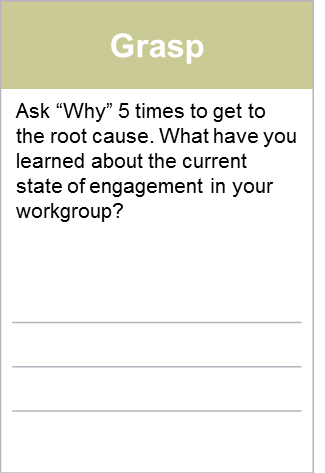 Grasp
Ask “Why” 5 times to get to
the root cause. What have you
learned about the current
state of engagement in your
workgroup?